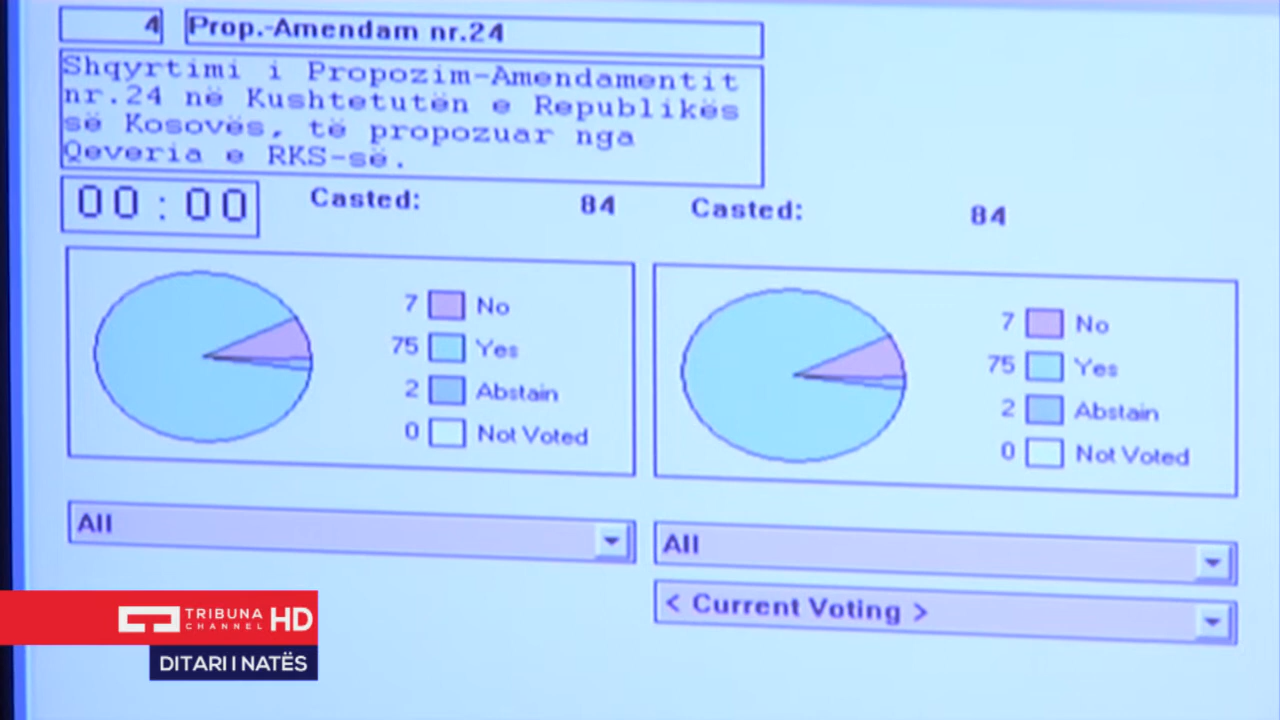 4 Prop.-Amendam nr.24
Shqyrtimi i Propozim-Amendamentit
nr.24 në Kushtetutën e Republikës
së Kosovës, të propozuar nga
Qeveria e RKS-së.
00:00 Casted: 84 Casted: 84
7 No
75 Yes
2 Abstain
0 Not Voted
7 No
75 Yes
2 Abstain
0 Not Voted
All
All
< Current Voting >
TRIBUNA
CHANNEL
HD
DITARI I NATËS